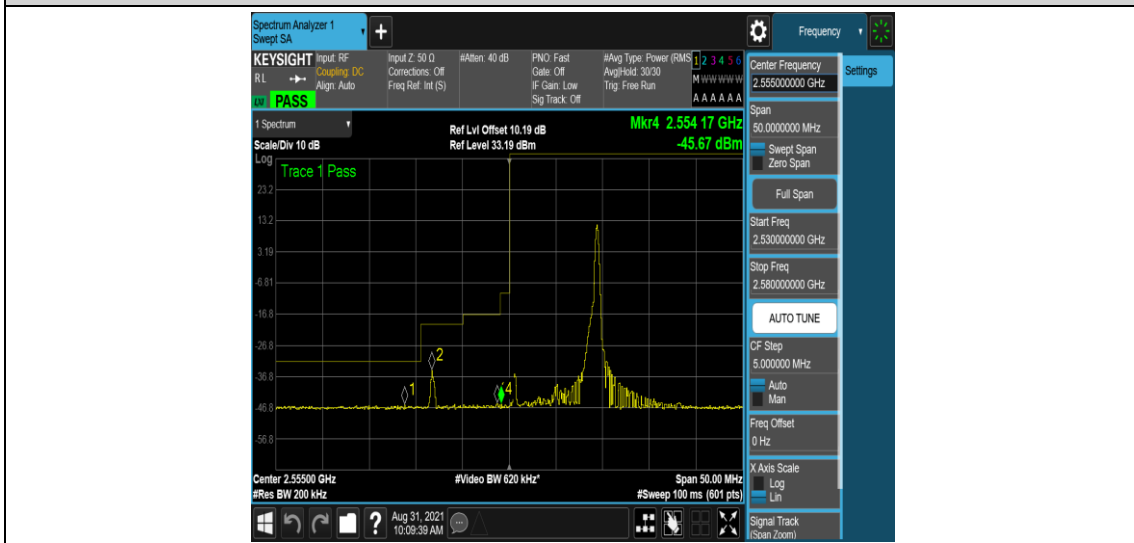 Spectrum Analyzer 1
Swept SA
+
Frequency
KEYSIGHT
R L
LXI
PASS
Input: RF
Coupling: DC
Align: Auto
Input Z: 50 Ω
Corrections: Off
Freq Ref: Int (S)
#Atten: 40 dB
PNO: Fast
Gate: Off
IF Gain: Low
Sig Track: Off
#Avg Type: Power (RMS
Avg|Hold: 30/30
Trig: Free Run
1 2 3 4 5 6
M W W W W W
A A A A A A
1 Spectrum
Scale/Div 10 dB
Ref Lvl Offset 10.19 dB
Ref Level 33.19 dBm
Mkr4 2.554 17 GHz
-45.67 dBm
Log
Trace 1 Pass
23.2
13.2
3.19
-6.81
-16.8
-26.8
-36.8
-46.8
-56.8
1
2
4
Center 2.55500 GHz
#Res BW 200 kHz
#Video BW 620 kHz*
Span 50.00 MHz
#Sweep 100 ms (601 pts)
?
Aug 31, 2021
10:09:39 AM
Center Frequency
2.555000000 GHz
Settings
Span
50.0000000 MHz
Swept Span
Zero Span
Full Span
Start Freq
2.530000000 GHz
Stop Freq
2.580000000 GHz
AUTO TUNE
CF Step
5.000000 MHz
Auto
Man
Freq Offset
0 Hz
X Axis Scale
Log
Lin
Signal Track
(Span Zoom)